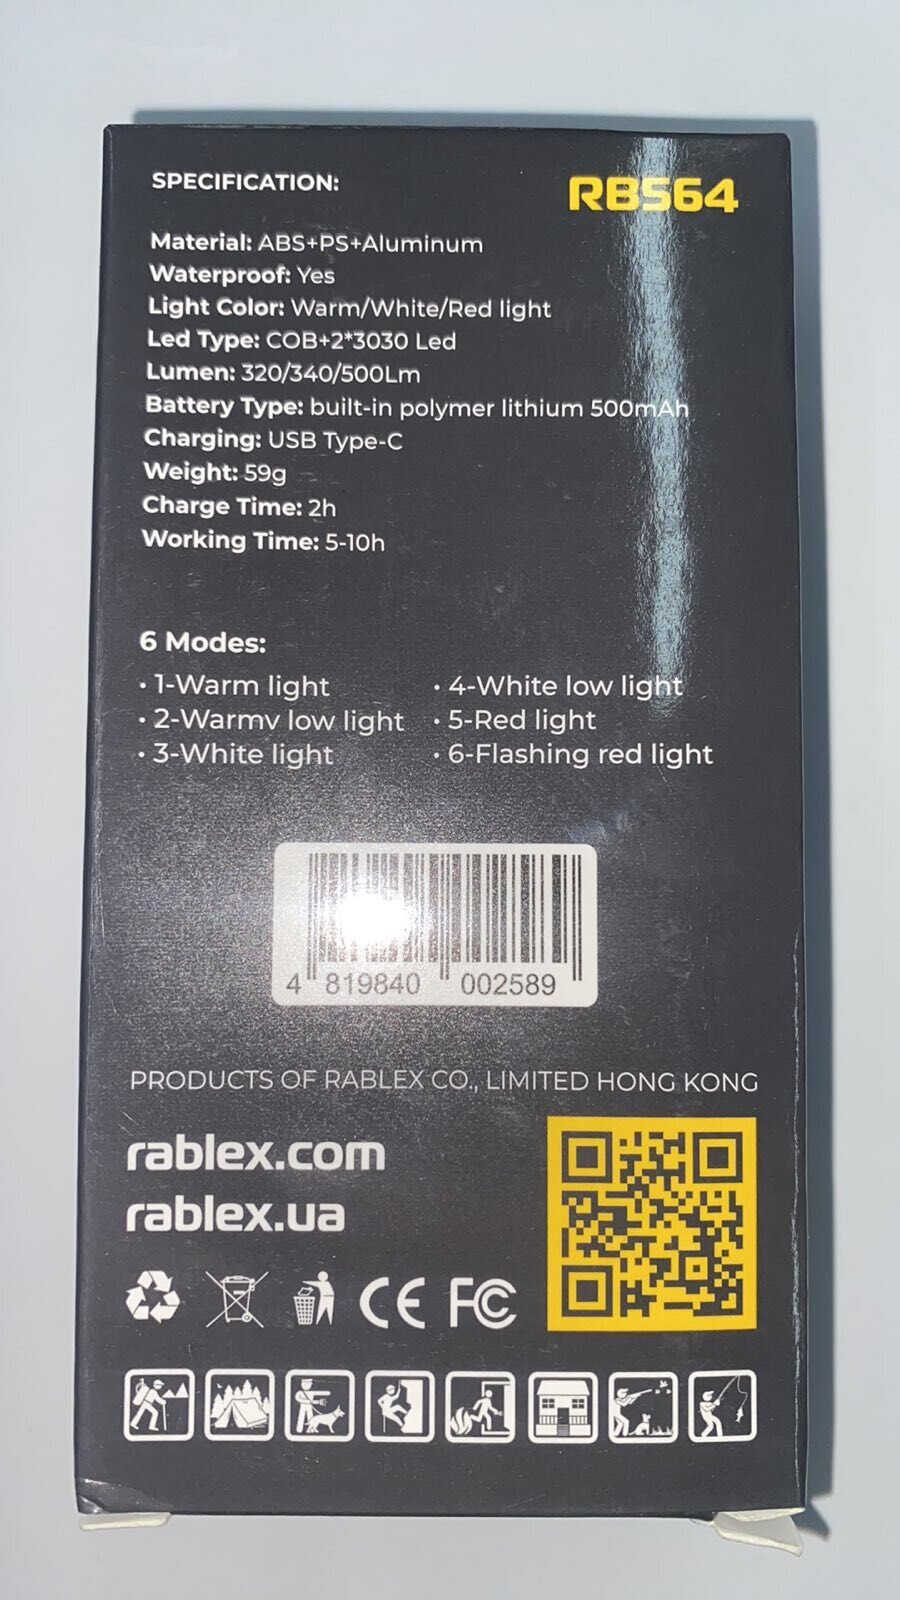 SPECIFICATION:
RB564
Material: ABS+PS+Aluminum
Waterproof: Yes
Light Color: Warm/White/Red light
Led Type: COB+2*3030 Led
Lumen: 320/340/500Lm
Battery Type: built-in polymer lithium 500mAh
Charging: USB Type-C
Weight: 59g
Charge Time: 2h
Working Time: 5-10h
6 Modes:
• 1-Warm light
• 2-Warmv low light
• 3-White light
• 4-White low light
• 5-Red light
• 6-Flashing red light
4 819840 002589
PRODUCTS OF RABLEX CO., LIMITED HONG KONG
rablex.com
rablex.ua
CE FC